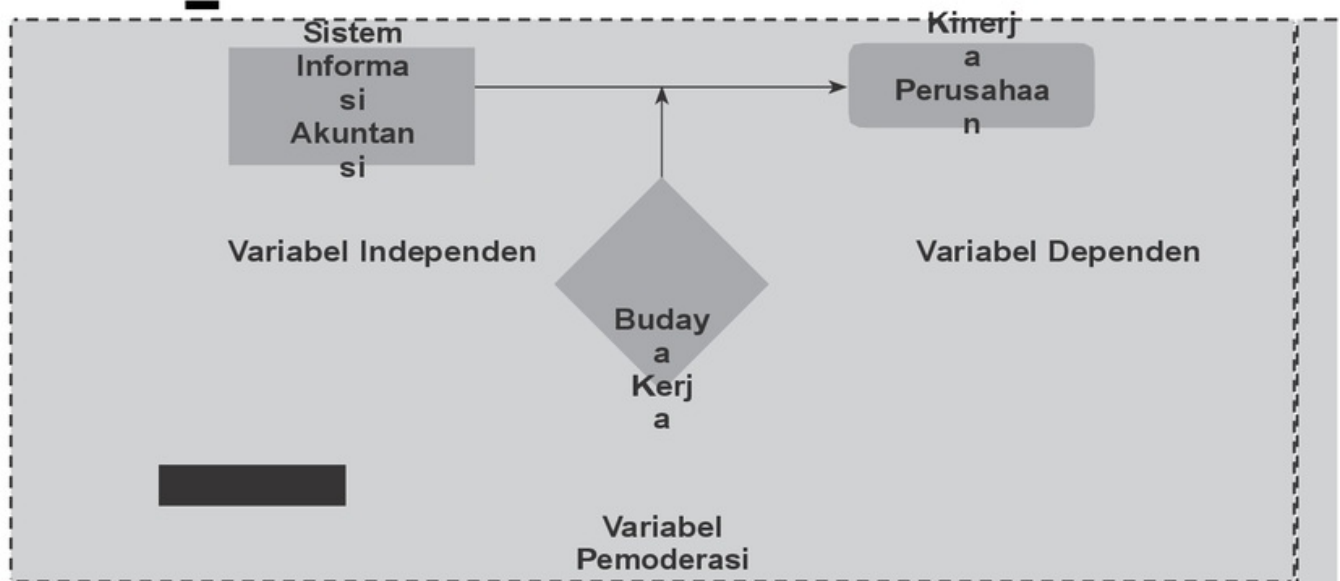 Sistem
Informa
si
Akuntan
si
Kinerj
a
Perusahaa
n
Variabel Independen
Variabel Dependen
Buday
a
Kerj
a
Variabel
Pemoderasi